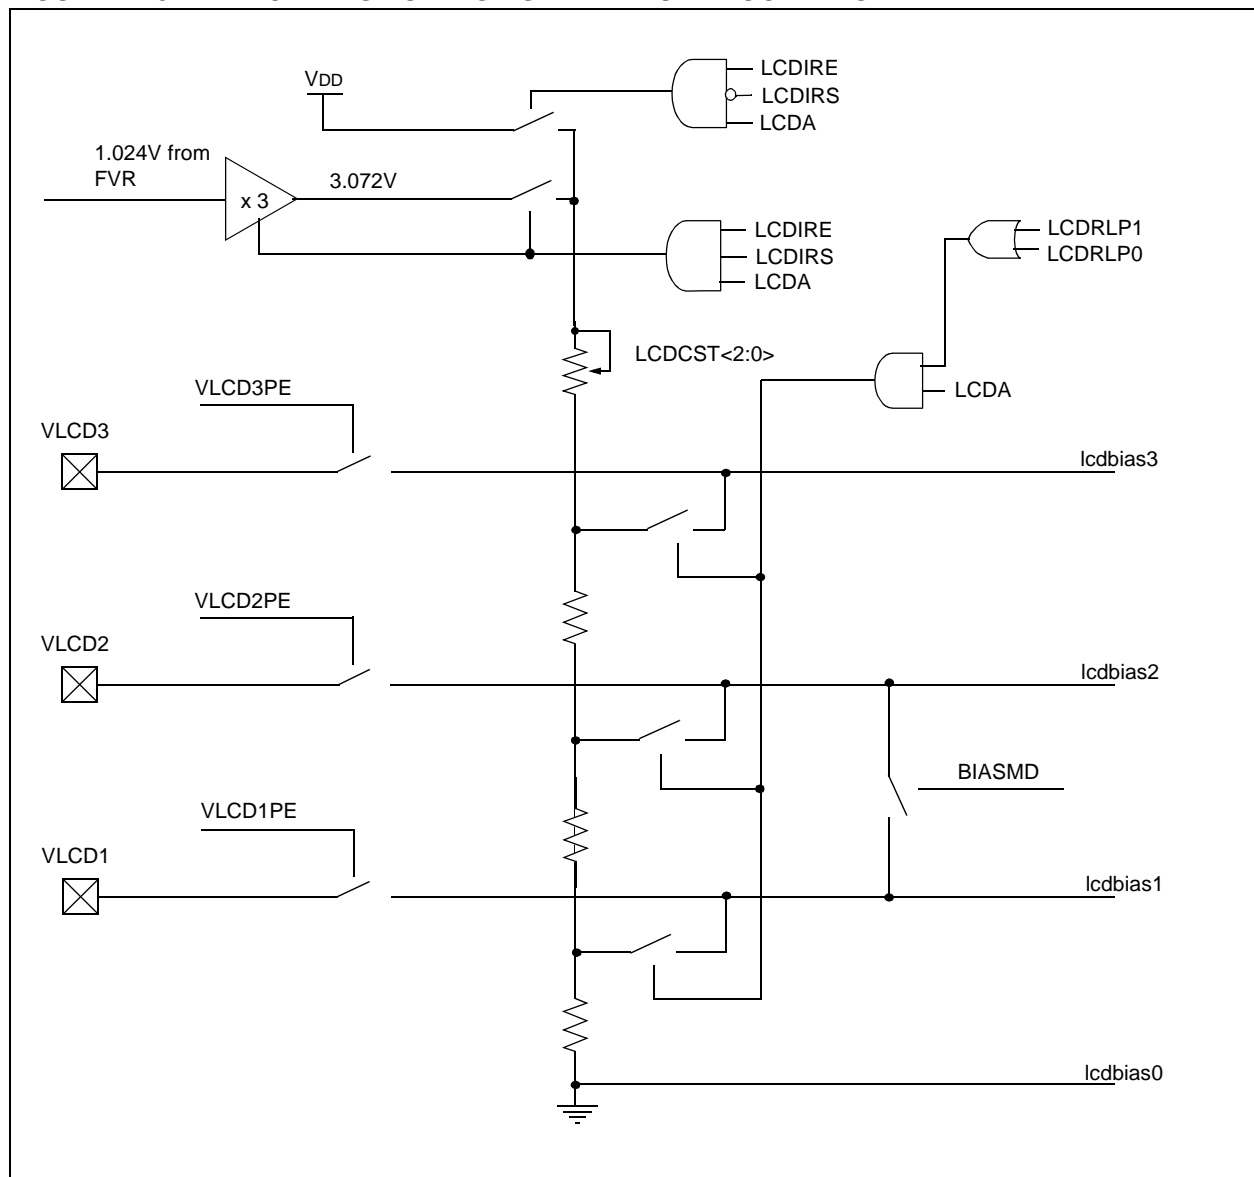 VDD
LCDIRE
LCDIRS
LCDA
1.024V from
FVR
x 3
3.072V
LCDIRE
LCDIRS
LCDA
LCDRLP1
LCDRLP0
LCDCST<2:0>
LCDA
VLCD3PE
VLCD3
lcdbias3
VLCD2PE
VLCD2
lcdbias2
BIASMD
VLCD1PE
VLCD1
lcdbias1
lcdbias0